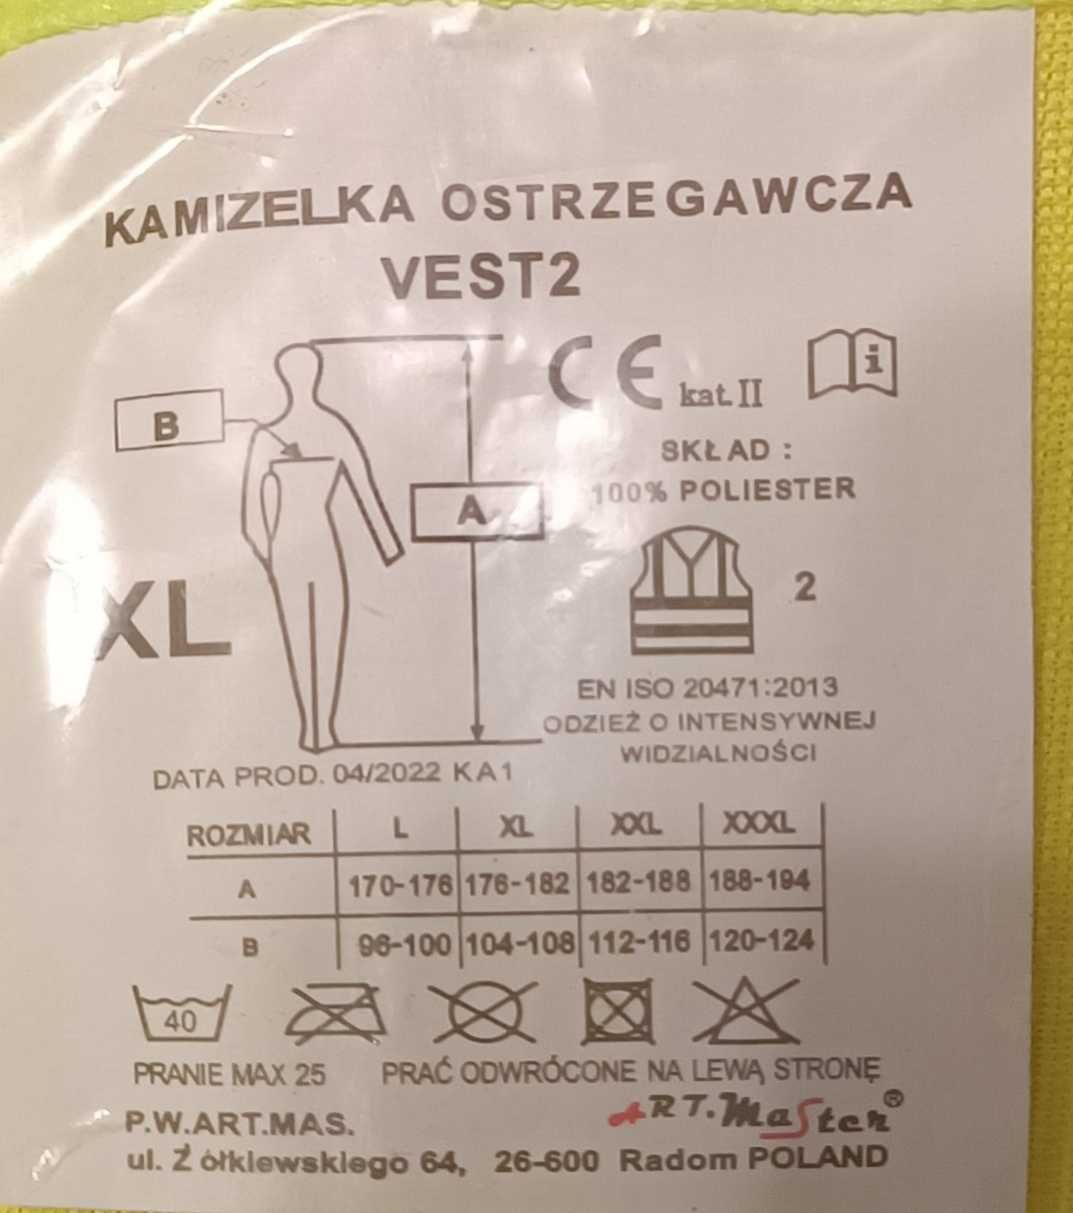 KAMIZELKA OSTRZEGAWCZA
VEST2
CE kat. II i
B
SKŁAD :
100% POLIESTER
A
XL
2
EN ISO 20471:2013
ODZIEŻ O INTENSYWNEJ
WIDZIALNOŚCI
DATA PROD. 04/2022 KA1
ROZMIAR L XL XXL XXXL
A 170-176 176-182 182-188 188-194
B 96-100 104-108 112-116 120-124
40
PRANIE MAX 25 PRAĆ ODWRÓCONE NA LEWĄ STRONĘ
P.W.ART.MAS. ART.Master®
ul. Żółkiewskiego 64, 26-600 Radom POLAND